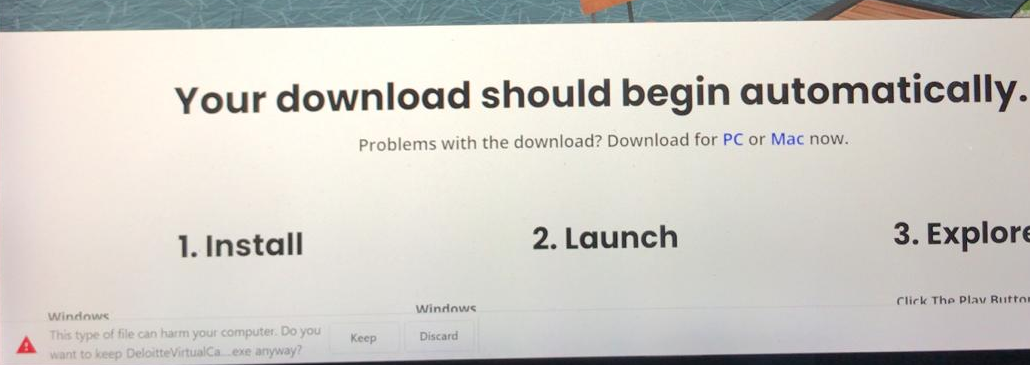 Your download should begin automatically.
Problems with the download? Download for PC or Mac now.
1. Install
2. Launch
3. Explore
Windows
Windows
Click The Play Button
This type of file can harm your computer. Do you
want to keep DeloitteVirtualCa...exe anyway?
Keep
Discard